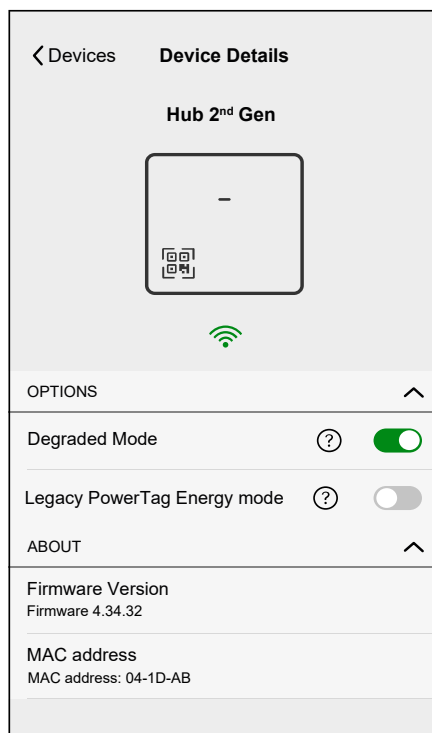 Devices Device Details
Hub 2nd Gen
OPTIONS
Degraded Mode ?
Legacy PowerTag Energy mode ?
ABOUT
Firmware Version
Firmware 4.34.32
MAC address
MAC address: 04-1D-AB